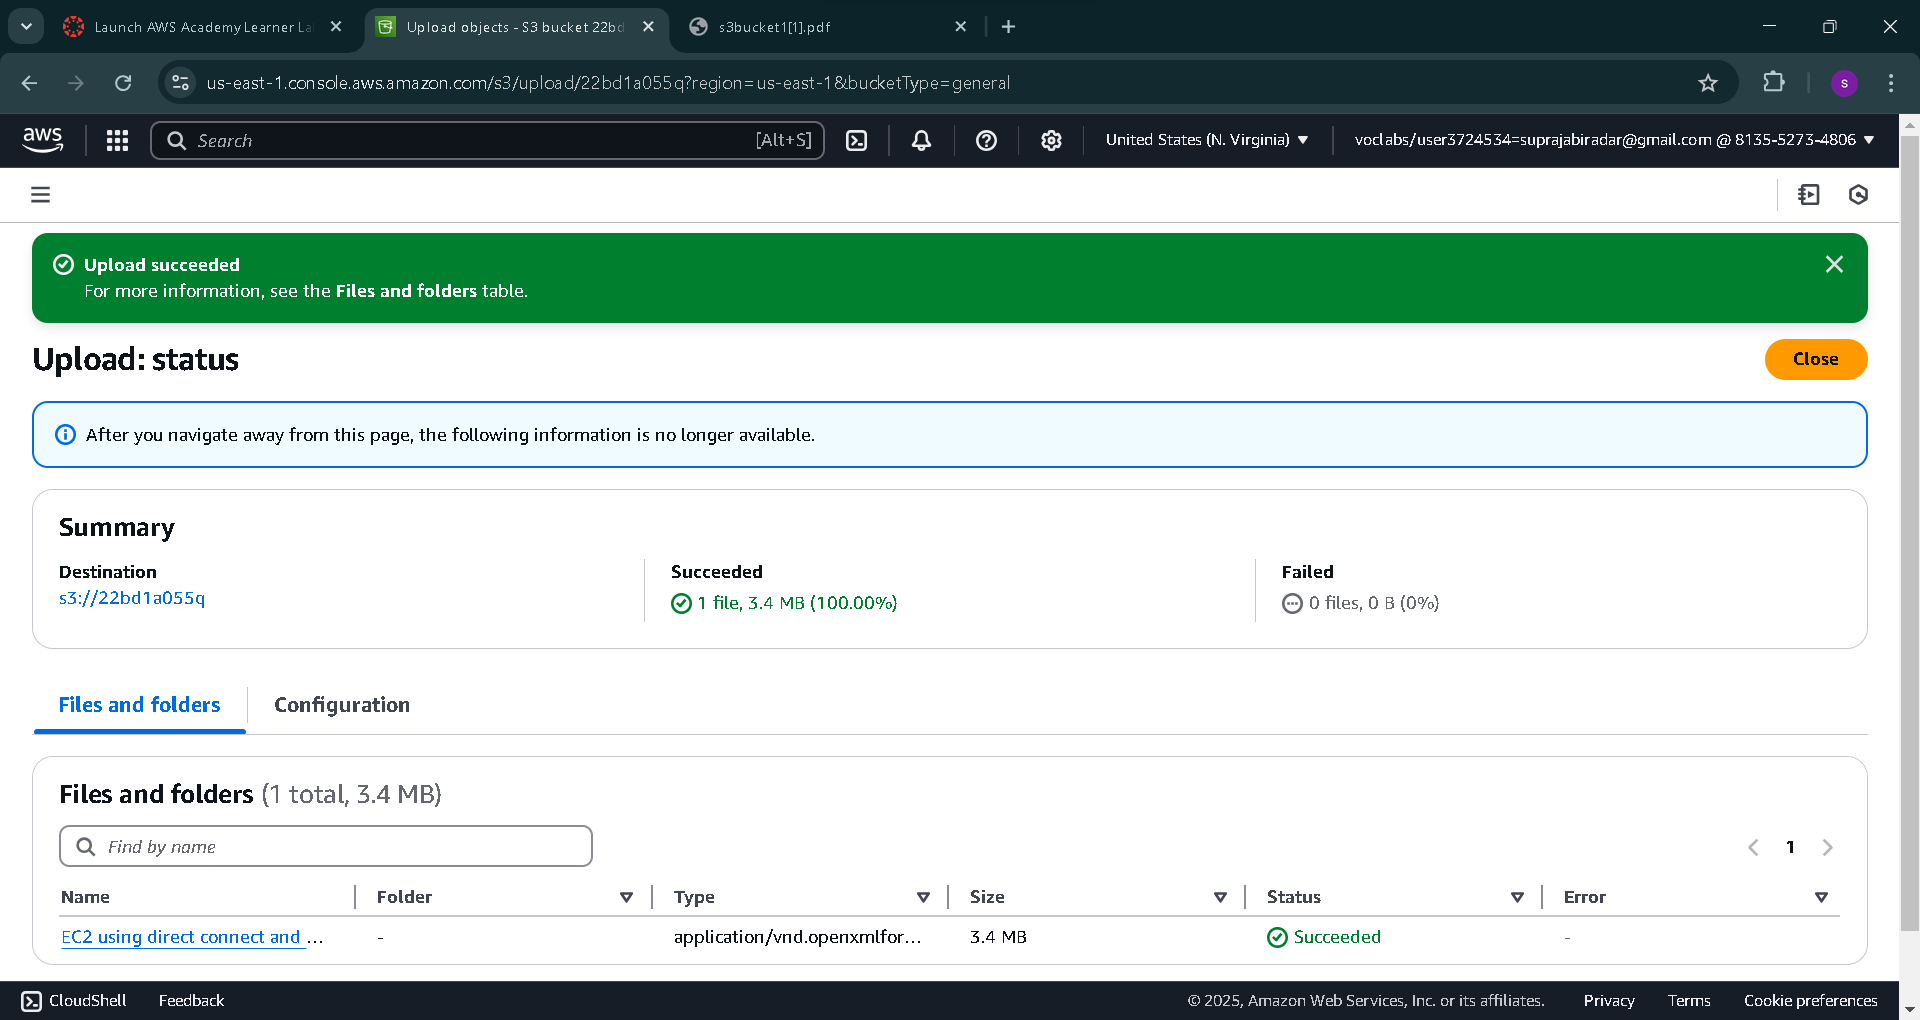 Launch AWS Academy Learner La
Upload objects - S3 bucket 22bd
s3bucket1[1].pdf
us-east-1.console.aws.amazon.com/s3/upload/22bd1a055q?region=us-east-1&bucketType=general
s
aws
Search
[Alt+S]
United States (N. Virginia)
voclabs/user3724534=suprajabiradar@gmail.com @ 8135-5273-4806
Upload succeeded
For more information, see the Files and folders table.
Upload: status
Close
After you navigate away from this page, the following information is no longer available.
Summary
Destination
s3://22bd1a055q
Succeeded
1 file, 3.4 MB (100.00%)
Failed
0 files, 0 B (0%)
Files and folders
Configuration
Files and folders (1 total, 3.4 MB)
Find by name
1
Name
Folder
Type
Size
Status
Error
EC2 using direct connect and ...
-
application/vnd.openxmlfor...
3.4 MB
Succeeded
-
CloudShell
Feedback
© 2025, Amazon Web Services, Inc. or its affiliates.
Privacy
Terms
Cookie preferences